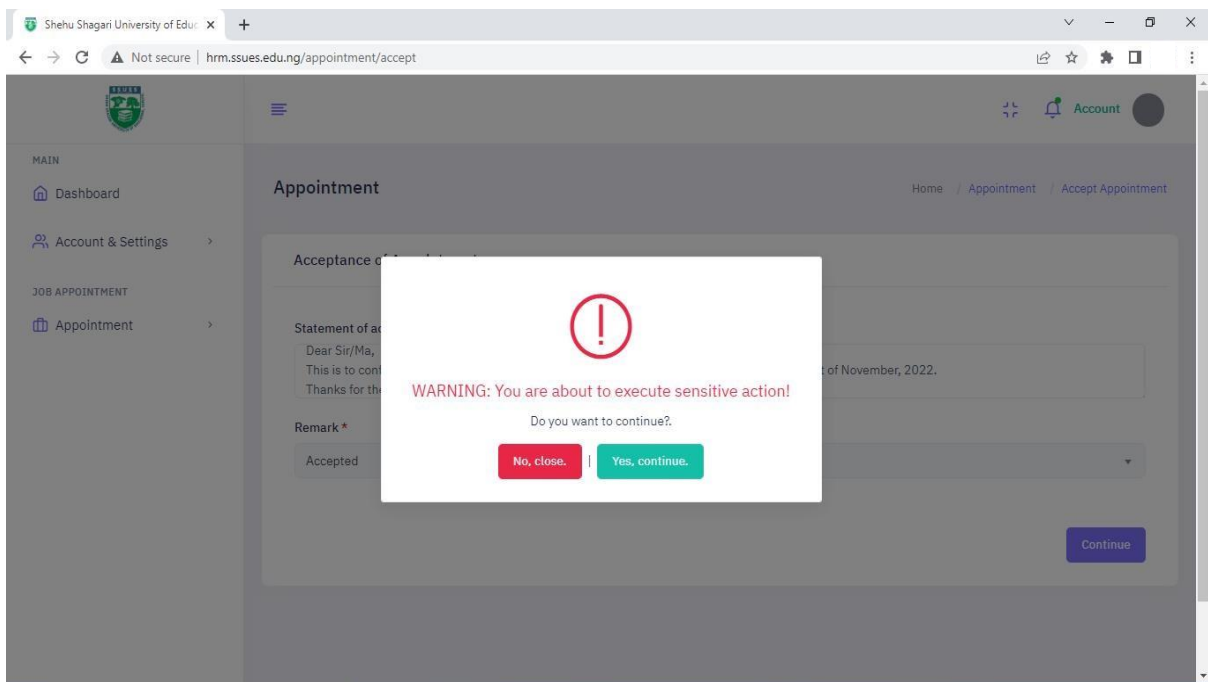 Shehu Shagari University of Educ
Not secure | hrm.ssues.edu.ng/appointment/accept
SSUES
Account
MAIN
Dashboard
Appointment
Home / Appointment / Accept Appointment
Account & Settings
Acceptance of
JOB APPOINTMENT
Appointment
Statement of ac
Dear Sir/Ma,
This is to conf
t of November, 2022.
Thanks for the
WARNING: You are about to execute sensitive action!
Do you want to continue?.
Remark *
Accepted
No, close. | Yes, continue.
Continue